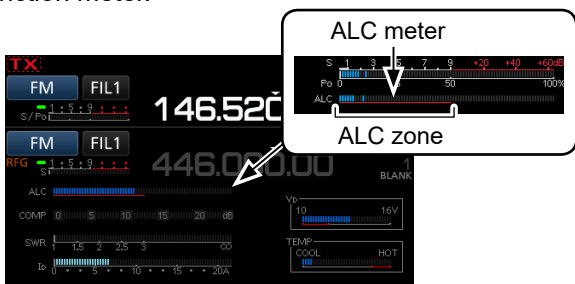 nction meter.
ALC meter
S 1 3 5 7 9 +20 +40 +60dB
Po 0 50 100%
ALC
ALC zone
TX
FM FIL1
146.520
S/Po 1 5 9
FM FIL1
RFG
S 1 5 9
446.000.00
1
BLANK
ALC
COMP 0 5 10 15 20 dB
SWR 1 1.5 2 2.5 3 ∞
ID 0 5 10 15 20A
VD
10 16V
TEMP
COOL HOT